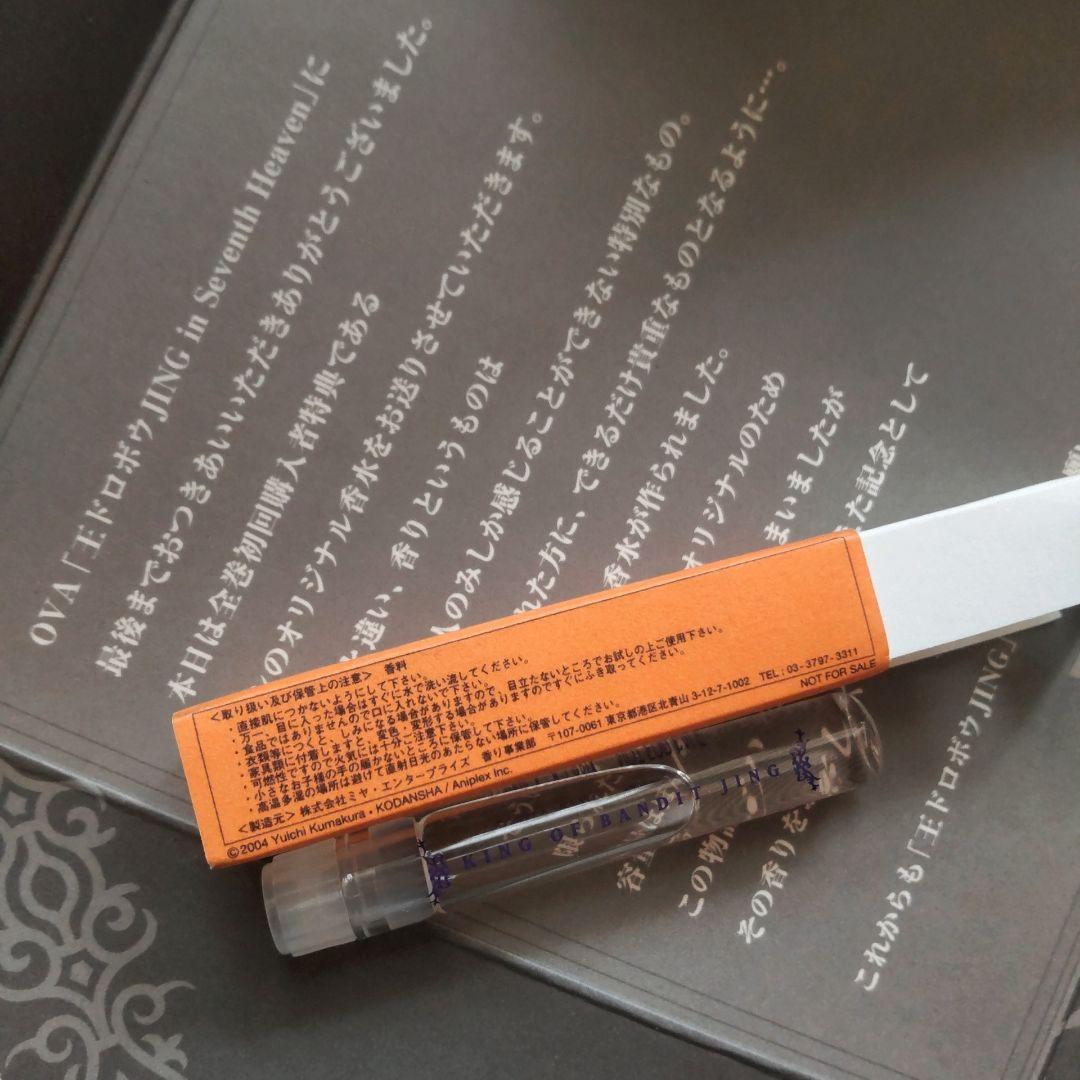 OVA「王ドロボウJING in Seventh Heaven」に
最後までおつきあいいただきありがとうございました。
本日は全巻初回購入者特典である
のオリジナル香水をお送りさせていただきます。
違い、香りというものは
人のみしか感じることができない特別なもの。
れた方に、できるだけ貴重なものとなるように…。
香水が作られました。
オリジナルのため
まいましたが
た記念として
容
この物
その香りを
これからも「王ドロボウJING」
<取り扱い及び保管上の注意> 香料
・直接肌につかないようにして下さい。
・万一、目に入った場合はすぐに水で洗い流してください。
・食品ではありませんので口に入れないで下さい。
・衣類等につくと、しみになる場合がありますので、目立たないところでお試しの上ご使用下さい。
・家具類に付着しますと、変色・変形する場合がありますのですぐにふき取ってください。
・可燃性ですので火気には十分ご注意下さい。
・小さなお子様の手の届かないところに保管して下さい。
・高温多湿の場所は避けて直射日光のあたらない場所に保管してください。
<製造元> 株式会社ミヤ・エンタープライズ 香り事業部 〒107-0061 東京都港区北青山 3-12-7-1002 TEL : 03-3797-3311
©2004 Yuichi Kumakura・KODANSHA / Aniplex Inc.
NOT FOR SALE
KING OF BANDIT JING